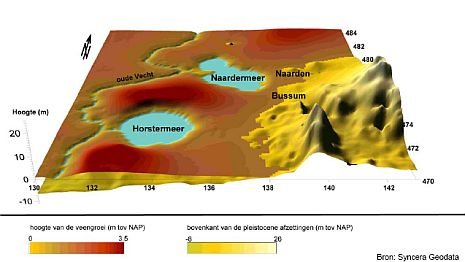 N
484
482
480
oude Vecht
Naardermeer
Naarden
Bussum
Hoogte (m)
20
10
0
-10
Horstermeer
474
472
470
130
132
134
136
138
140
142
hoogte van de veengroei (m tov NAP)
0
3.5
bovenkant van de pleistocene afzettingen (m tov NAP)
-6
26
Bron: Syncera Geodata